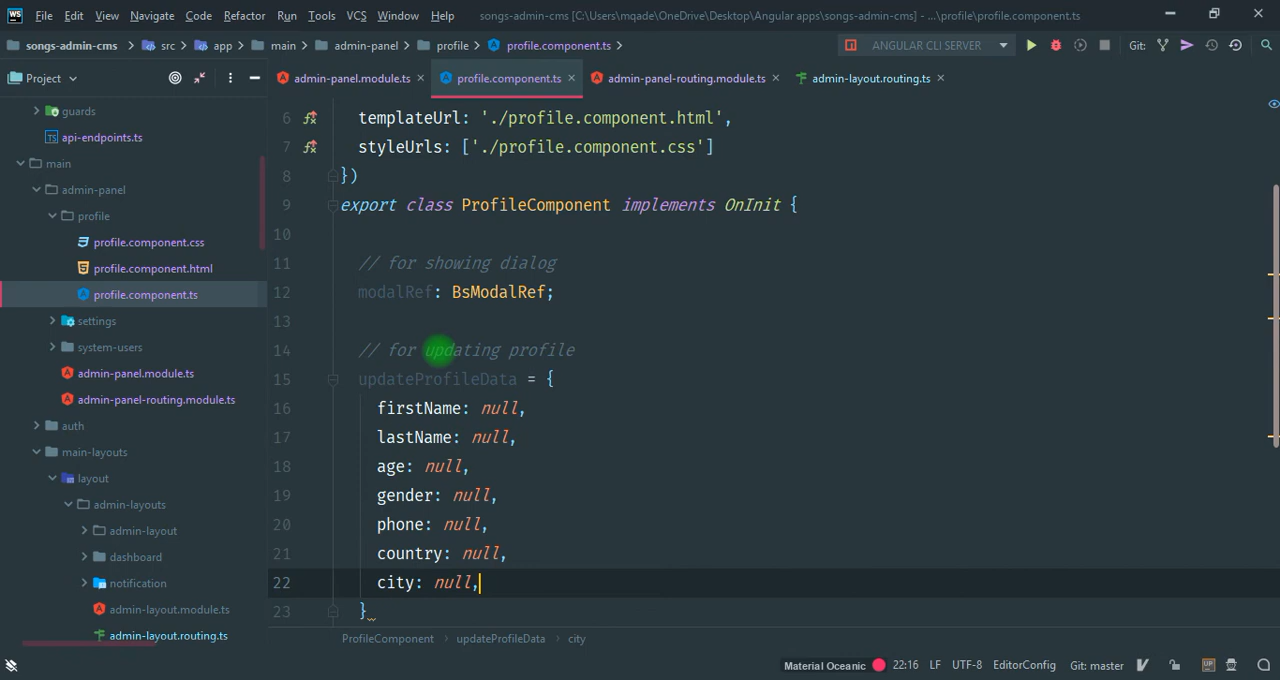 WS File Edit View Navigate Code Refactor Run Tools VCS Window Help songs-admin-cms [C:\Users\mqade\OneDrive\Desktop\Angular apps\songs-admin-cms] - ...\profile\profile.component.ts
songs-admin-cms src app main admin-panel profile profile.component.ts ANGULAR CLI SERVER Git:
Project admin-panel.module.ts profile.component.ts admin-panel-routing.module.ts admin-layout.routing.ts
guards
api-endpoints.ts
main
admin-panel
profile
profile.component.css
profile.component.html
profile.component.ts
settings
system-users
admin-panel.module.ts
admin-panel-routing.module.ts
auth
main-layouts
layout
admin-layouts
admin-layout
dashboard
notification
admin-layout.module.ts
admin-layout.routing.ts
6 templateUrl: './profile.component.html',
7 styleUrls: ['./profile.component.css']
8 })
9 export class ProfileComponent implements OnInit {
10
11 // for showing dialog
12 modalRef: BsModalRef;
13
14 // for updating profile
15 updateProfileData = {
16 firstName: null,
17 lastName: null,
18 age: null,
19 gender: null,
20 phone: null,
21 country: null,
22 city: null,
23 }
ProfileComponent updateProfileData city
Material Oceanic 22:16 LF UTF-8 EditorConfig Git: master UP